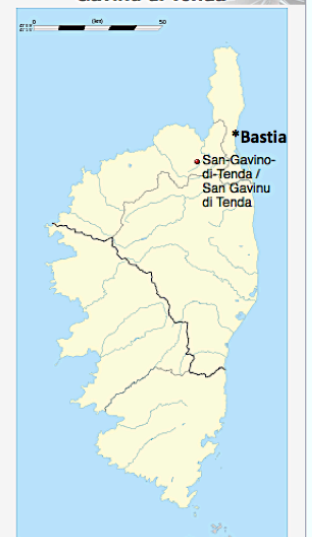 0 (km) 50
*Bastia
San-Gavino-
di-Tenda /
San Gavinu
di Tenda